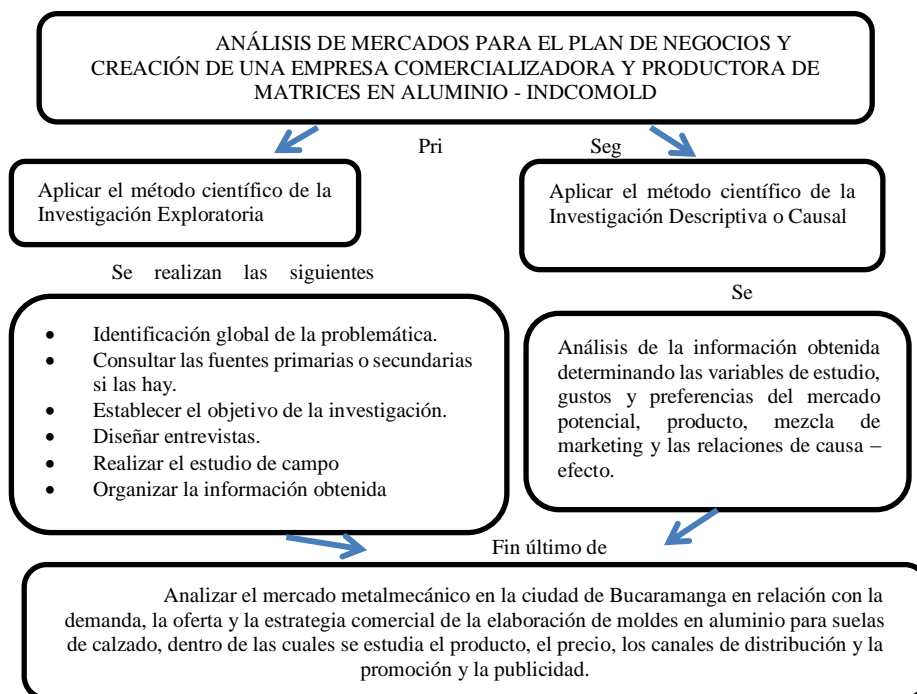 ANÁLISIS DE MERCADOS PARA EL PLAN DE NEGOCIOS Y
CREACIÓN DE UNA EMPRESA COMERCIALIZADORA Y PRODUCTORA DE
MATRICES EN ALUMINIO - INDCOMOLD
Pri
Seg
Aplicar el método científico de la
Investigación Exploratoria
Aplicar el método científico de la
Investigación Descriptiva o Causal
Se realizan las siguientes
Se
• Identificación global de la problemática.
• Consultar las fuentes primarias o secundarias
si las hay.
• Establecer el objetivo de la investigación.
• Diseñar entrevistas.
• Realizar el estudio de campo
• Organizar la información obtenida
Análisis de la información obtenida
determinando las variables de estudio,
gustos y preferencias del mercado
potencial, producto, mezcla de
marketing y las relaciones de causa –
efecto.
Fin último de
Analizar el mercado metalmecánico en la ciudad de Bucaramanga en relación con la
demanda, la oferta y la estrategia comercial de la elaboración de moldes en aluminio para suelas
de calzado, dentro de las cuales se estudia el producto, el precio, los canales de distribución y la
promoción y la publicidad.